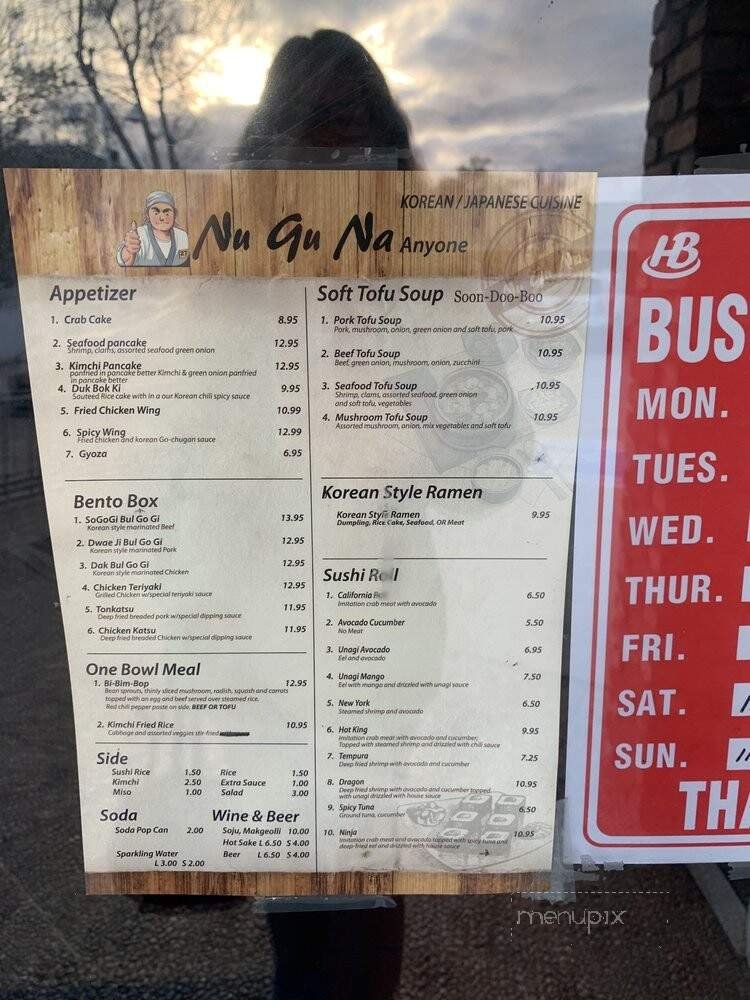 KOREAN / JAPANESE CUISINE
Nu Gu Na Anyone
Appetizer
1. Crab Cake 8.95
2. Seafood pancake 12.95
Shrimp, clams, assorted seafood green onion
3. Kimchi Pancake 12.95
panfried in pancake better Kimchi & green onion panfried
in pancake better
4. Duk Bok Ki 9.95
Sauteed Rice cake with in a our Korean chili spicy sauce
5. Fried Chicken Wing 10.99
6. Spicy Wing 12.99
Fried chicken and korean Go-chugan sauce
7. Gyoza 6.95
Bento Box
1. SoGoGi Bul Go Gi 13.95
Korean style marinated Beef
2. Dwae Ji Bul Go Gi 12.95
Korean style marinated Pork
3. Dak Bul Go Gi 12.95
Korean style marinated Chicken
4. Chicken Teriyaki 12.95
Grilled Chicken w/special teriyaki sauce
5. Tonkatsu 11.95
Deep fried breaded pork w/special dipping sauce
6. Chicken Katsu 11.95
Deep fried breaded Chicken w/special dipping sauce
One Bowl Meal
1. Bi-Bim-Bop 12.95
Bean sprouts, thinly sliced mushroom, radish, squash and carrots
topped with an egg and beef served over steamed rice.
Red chili pepper paste on side. BEEF OR TOFU
2. Kimchi Fried Rice 10.95
Cabbage and assorted veggies stir-fried
Side
Sushi Rice 1.50 Rice 1.50
Kimchi 2.50 Extra Sauce 1.00
Miso 1.00 Salad 3.00
Soda
Soda Pop Can 2.00
Sparkling Water
L 3.00 S 2.00
Wine & Beer
Soju, Makgeolli 10.00
Hot Sake L 6.50 S 4.00
Beer L 6.50 S 4.00
Soft Tofu Soup Soon-Doo-Boo
1. Pork Tofu Soup 10.95
Pork, mushroom, onion, green onion and soft tofu, pork
2. Beef Tofu Soup 10.95
Beef, green onion, mushroom, onion, zucchini
3. Seafood Tofu Soup 10.95
Shrimp, clams, assorted seafood, green onion
and soft tofu, vegetables
4. Mushroom Tofu Soup 10.95
Assorted mushroom, onion, mix vegetables and soft tofu
Korean Style Ramen
Korean Style Ramen 9.95
Dumpling, Rice Cake, Seafood, OR Meat
Sushi Roll
1. California 6.50
Imitation crab meat with avocado
2. Avocado Cucumber 5.50
No Meat
3. Unagi Avocado 6.95
Eel and avocado
4. Unagi Mango 7.50
Eel with mango and drizzled with unagi sauce
5. New York 6.50
Steamed shrimp and avocado
6. Hot King 9.95
Imitation crab meat with avocado and cucumber;
Topped with steamed shrimp and drizzled with chili sauce
7. Tempura 7.25
Deep fried shrimp with avocado and cucumber
8. Dragon 10.95
Deep fried shrimp with avocado and cucumber topped
with unagi drizzled with house sauce
9. Spicy Tuna 6.50
Ground tuna, cucumber
10. Ninja 10.95
Imitation crab meat and avocado topped with spicy tuna and
deep-fried eel and drizzled with house sauce
HB
BUS
MON.
TUES.
WED.
THUR.
FRI.
SAT.
SUN.
THA
menupix